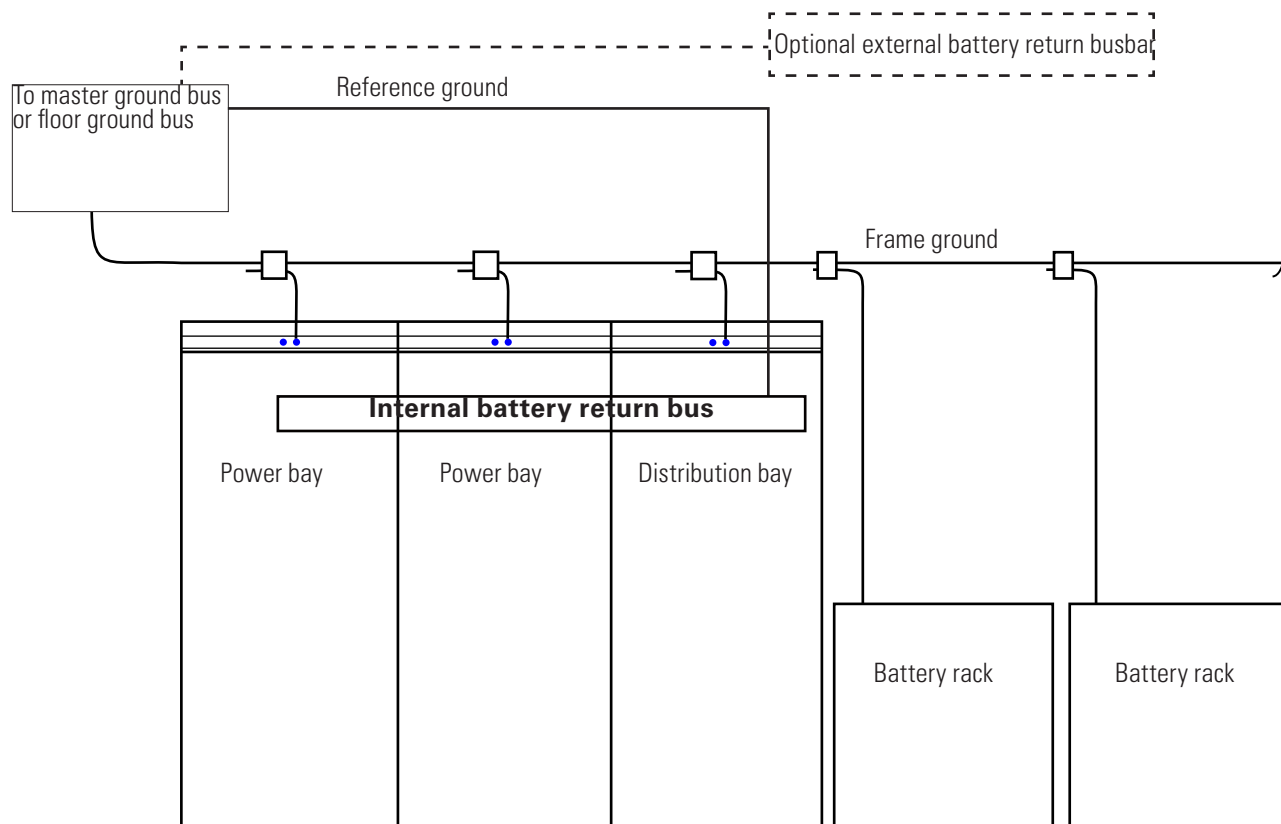 Optional external battery return busbar
To master ground bus
or floor ground bus
Reference ground
Frame ground
Internal battery return bus
Power bay
Power bay
Distribution bay
Battery rack
Battery rack